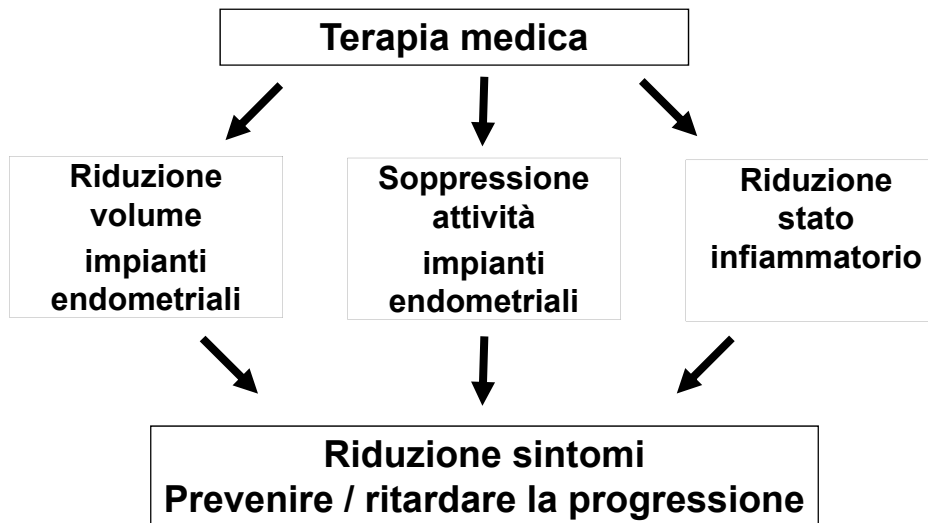 Terapia medica
Riduzione
volume
impianti
endometriali
Soppressione
attività
impianti
endometriali
Riduzione
stato
infiammatorio
Riduzione sintomi
Prevenire / ritardare la progressione